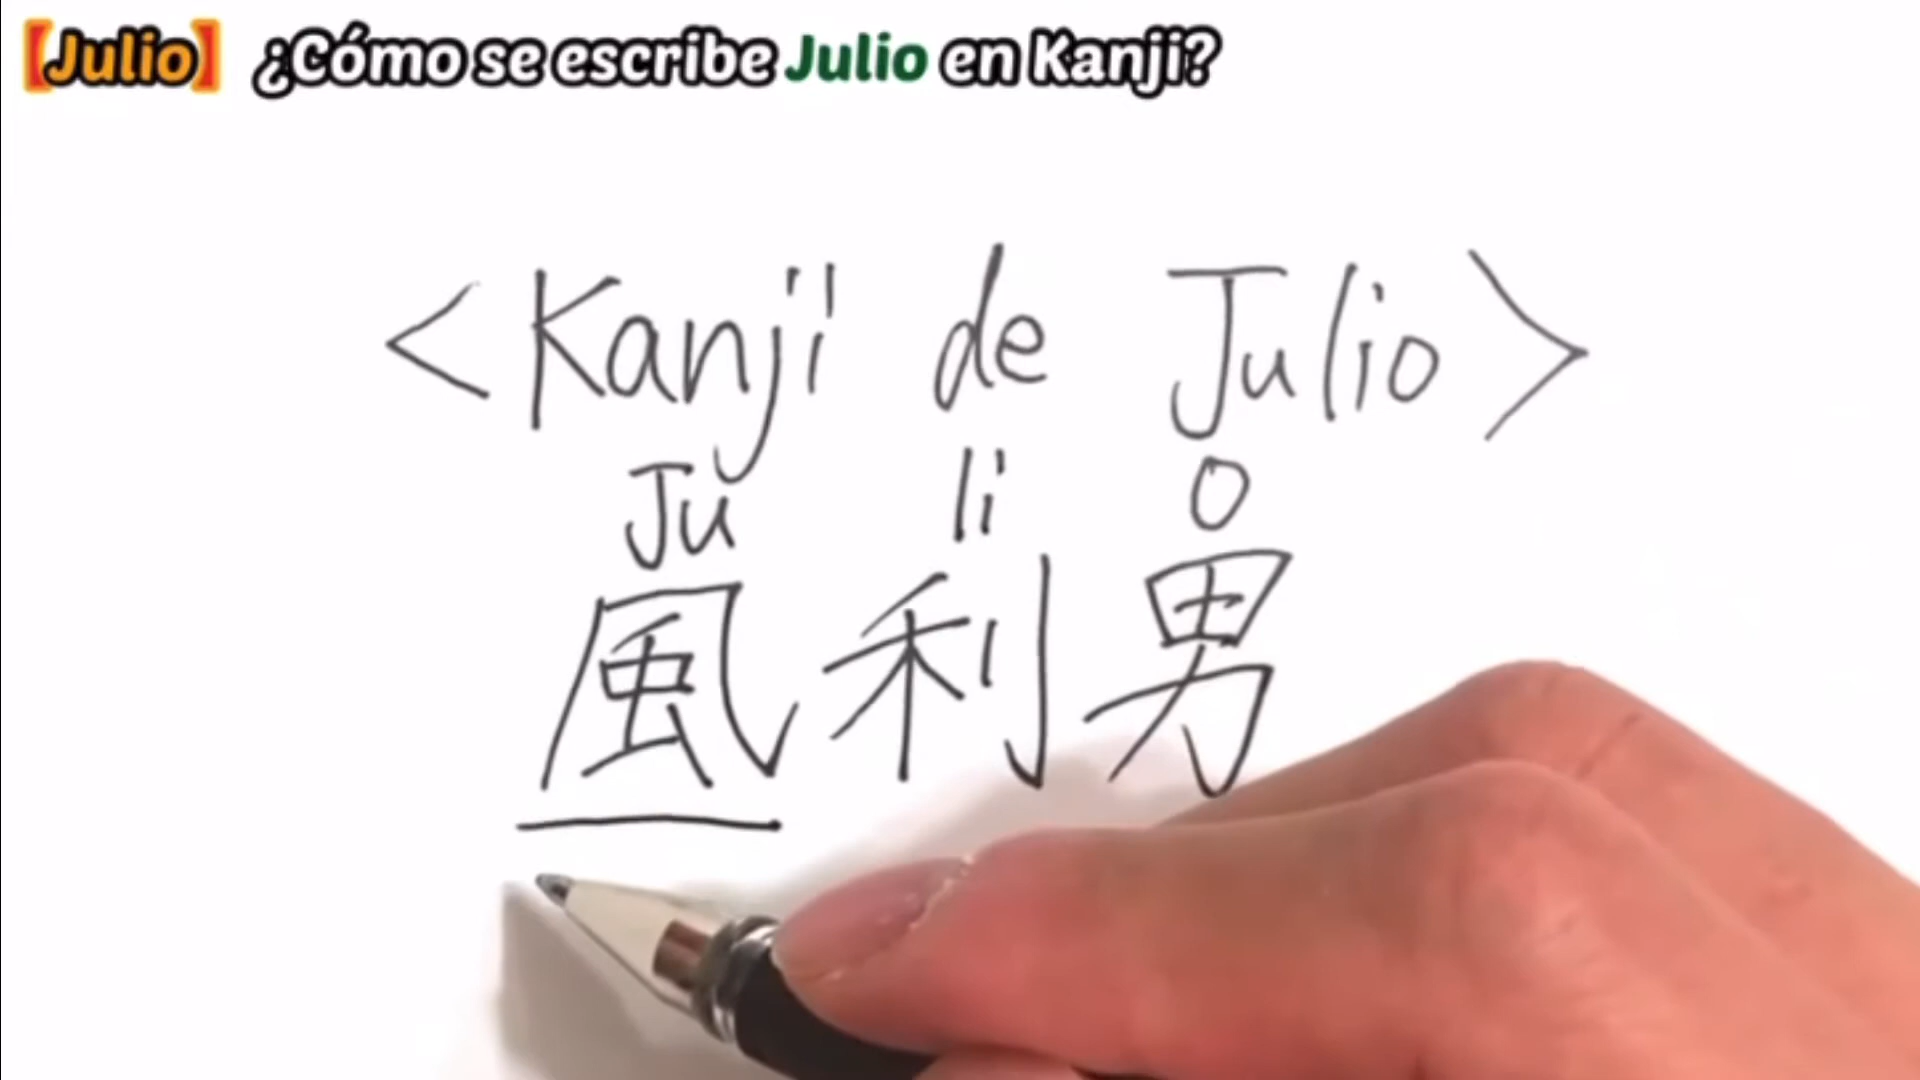 【Julio】 ¿Cómo se escribe Julio en Kanji?
<Kanji de Julio>
Ju li o
風利男